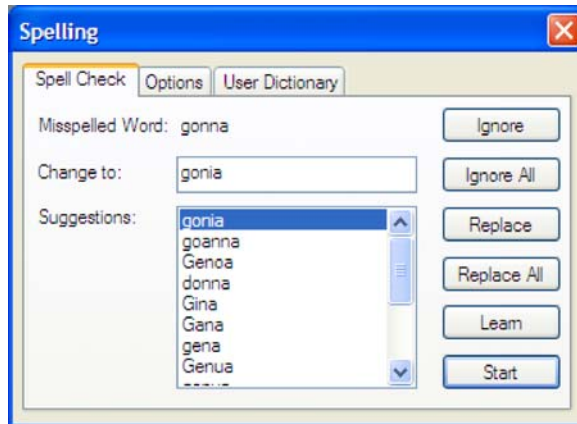 Spelling
Spell Check Options User Dictionary
Misspelled Word: gonna Ignore
Change to: gonia Ignore All
Suggestions: gonia Replace
goanna
Genoa Replace All
donna
Gina Learn
Gana
gena Start
Genua